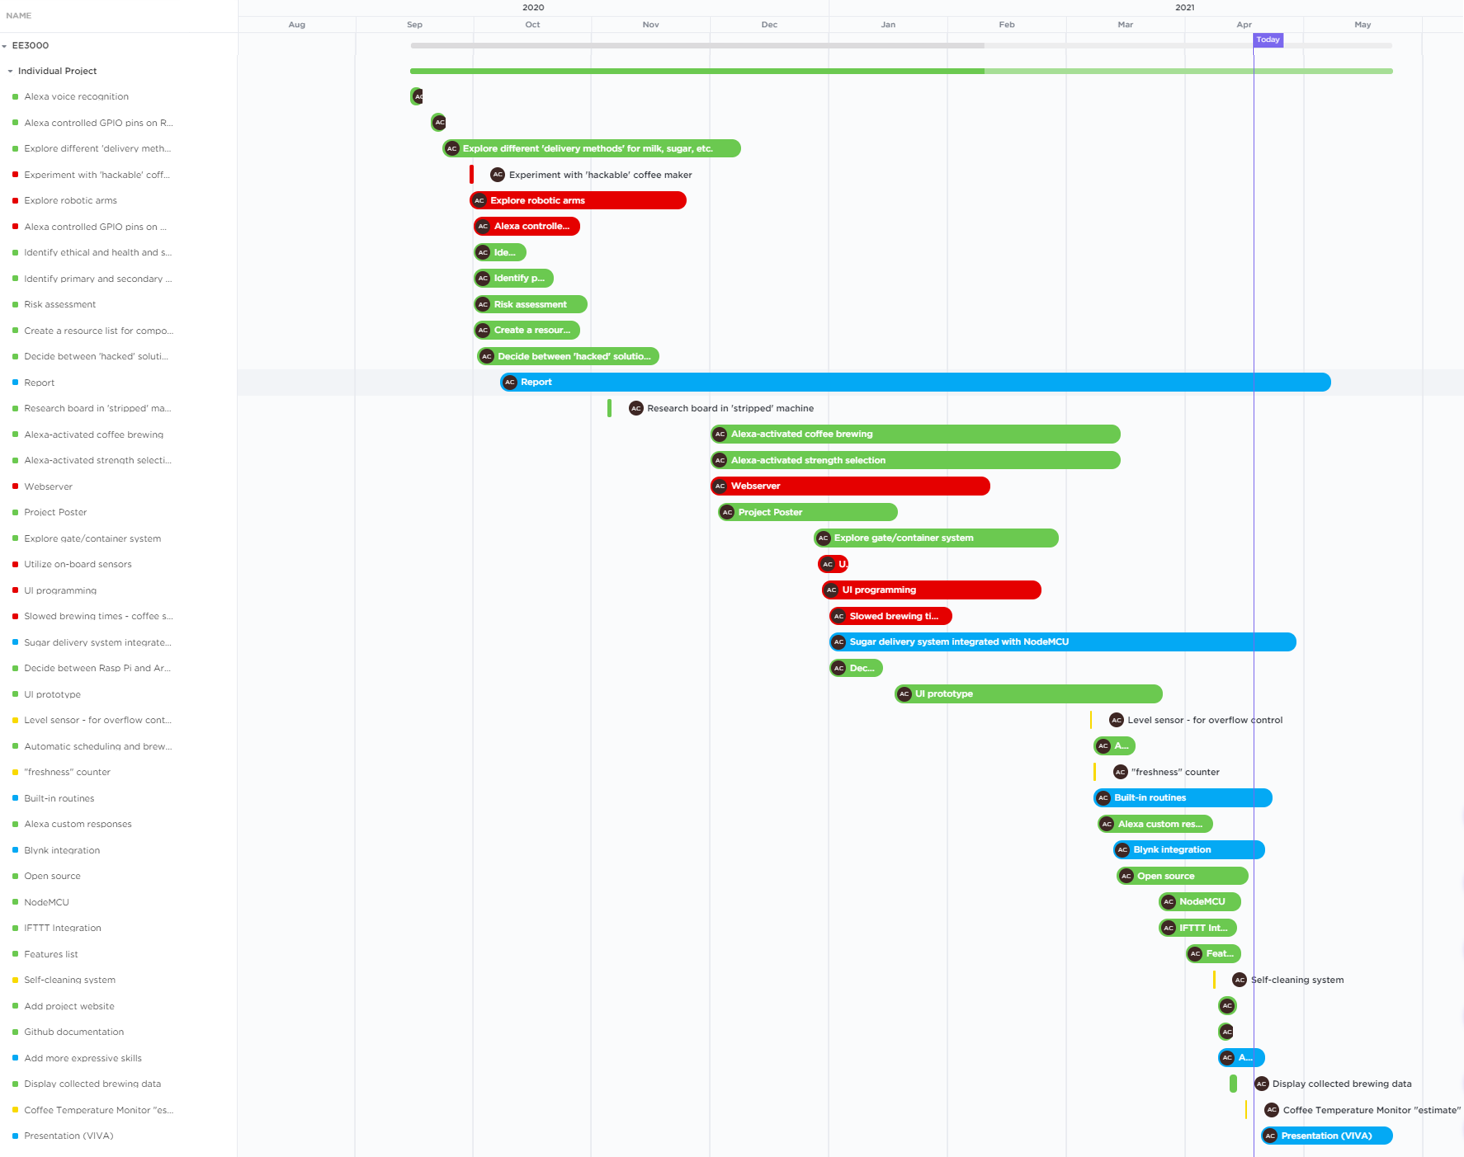 2020 2021
NAME Aug Sep Oct Nov Dec Jan Feb Mar Apr May
EE3000 Today
Individual Project
Alexa voice recognition AC
Alexa controlled GPIO pins on R... AC
Explore different 'delivery meth... AC Explore different 'delivery methods' for milk, sugar, etc.
Experiment with 'hackable' coff... AC Experiment with 'hackable' coffee maker
Explore robotic arms AC Explore robotic arms
Alexa controlled GPIO pins on ... AC Alexa controlle...
Identify ethical and health and s... AC Ide...
Identify primary and secondary ... AC Identify p...
Risk assessment AC Risk assessment
Create a resource list for compo... AC Create a resour...
Decide between 'hacked' soluti... AC Decide between 'hacked' solutio...
Report AC Report
Research board in 'stripped' ma... AC Research board in 'stripped' machine
Alexa-activated coffee brewing AC Alexa-activated coffee brewing
Alexa-activated strength selecti... AC Alexa-activated strength selection
Webserver AC Webserver
Project Poster AC Project Poster
Explore gate/container system AC Explore gate/container system
Utilize on-board sensors AC U.
UI programming AC UI programming
Slowed brewing times - coffee s... AC Slowed brewing ti...
Sugar delivery system integrate... AC Sugar delivery system integrated with NodeMCU
Decide between Rasp Pi and Ar... AC Dec...
UI prototype AC UI prototype
Level sensor - for overflow cont... AC Level sensor - for overflow control
Automatic scheduling and brew... AC A...
"freshness" counter AC "freshness" counter
Built-in routines AC Built-in routines
Alexa custom responses AC Alexa custom res...
Blynk integration AC Blynk integration
Open source AC Open source
NodeMCU AC NodeMCU
IFTTT Integration AC IFTTT Int...
Features list AC Feat...
Self-cleaning system AC Self-cleaning system
Add project website AC
Github documentation AC
Add more expressive skills AC A...
Display collected brewing data AC Display collected brewing data
Coffee Temperature Monitor "es... AC Coffee Temperature Monitor "estimate"
Presentation (VIVA) AC Presentation (VIVA)